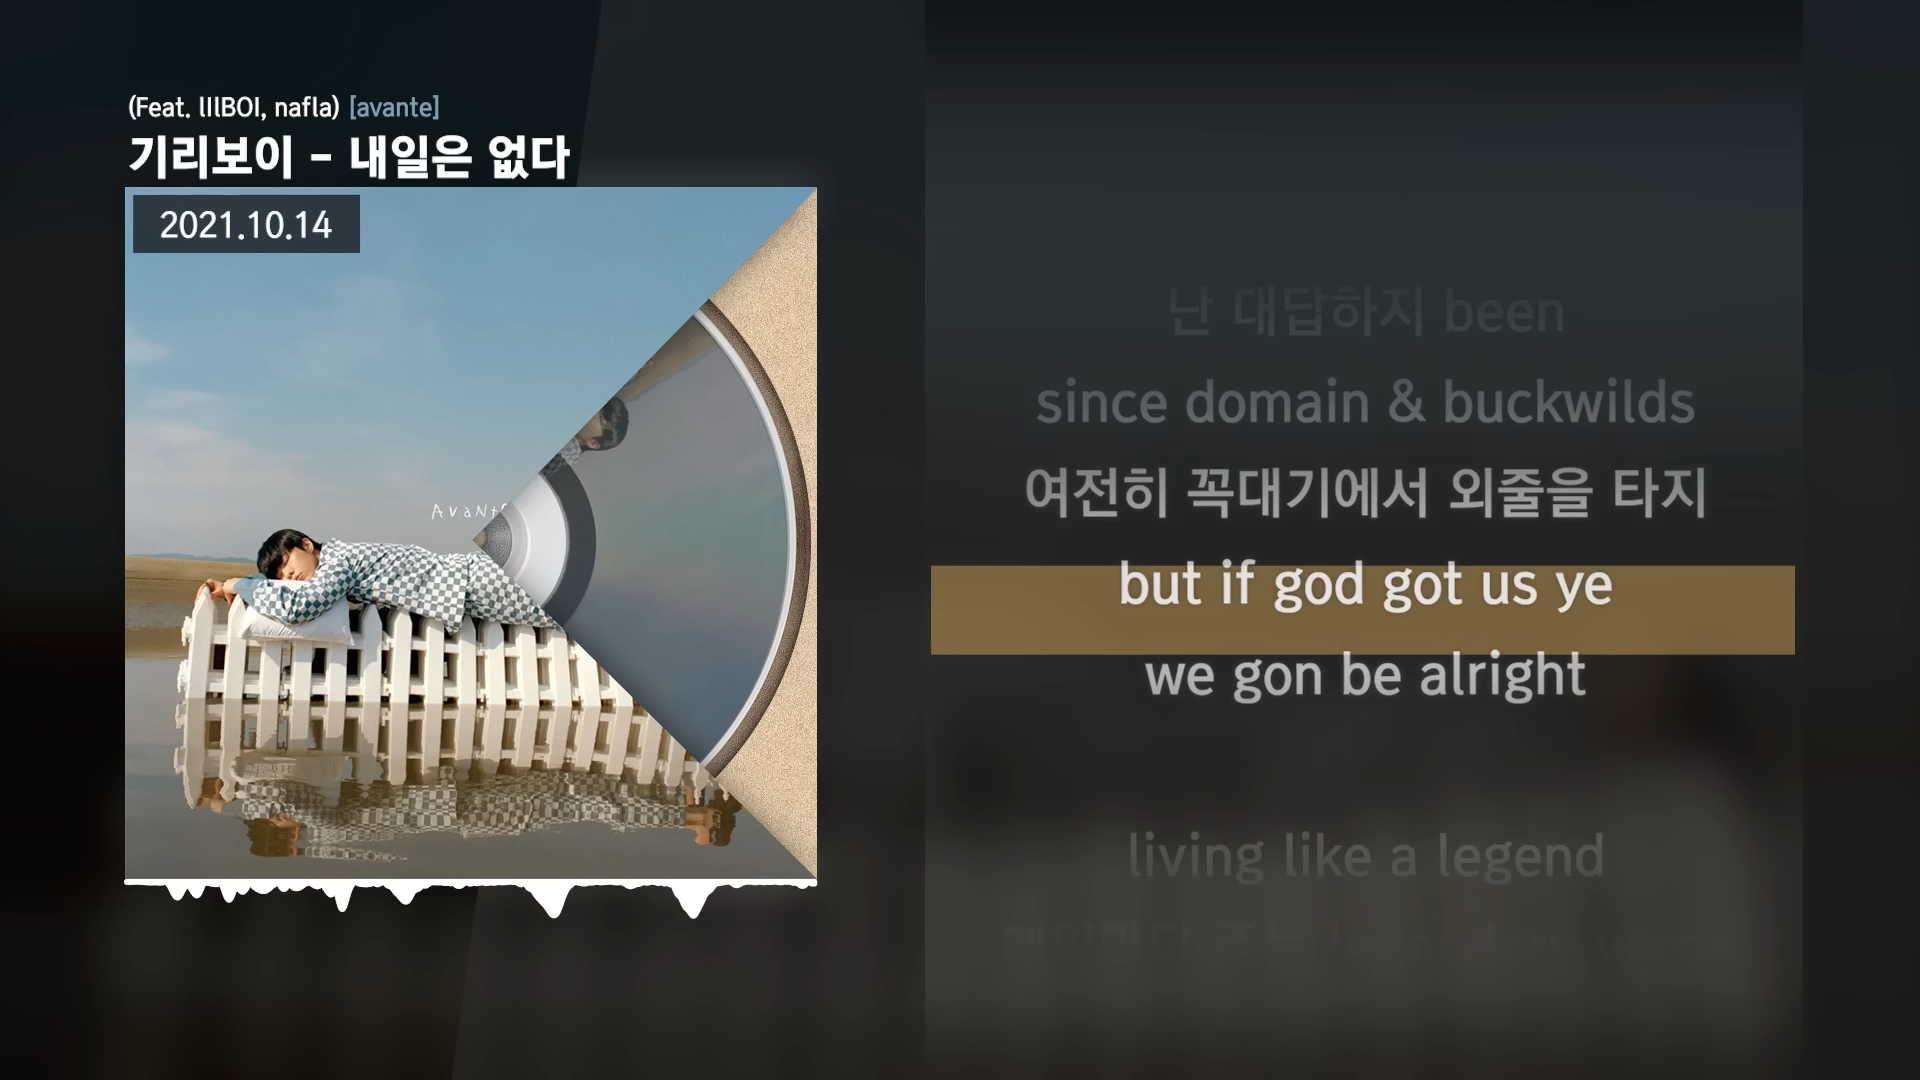 (Feat. lIlBOI, nafla) [avante]
기리보이 - 내일은 없다
2021.10.14
AvaNt
난 대답하지 been
since domain & buckwilds
여전히 꼭대기에서 외줄을 타지
but if god got us ye
we gon be alright
living like a legend